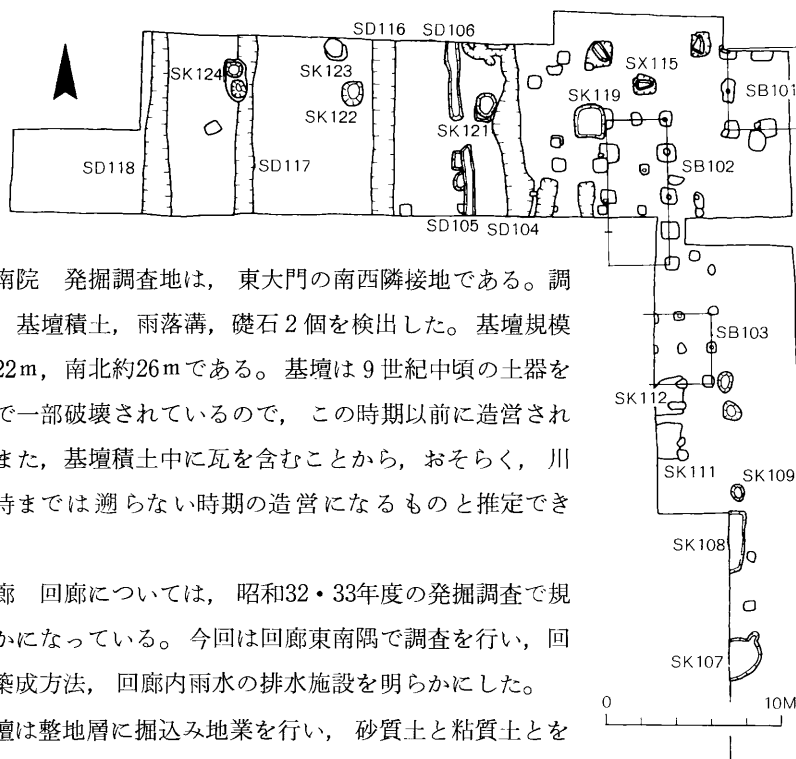 SD116 SD106
SK124
SK123
SK122
SX115
SK119
SB101
SK121
SD118
SD117
SB102
SD105 SD104
南院 発掘調査地は，東大門の南西隣接地である。調
基壇積土，雨落溝，礎石2個を検出した。基壇規模
22m，南北約26mである。基壇は9世紀中頃の土器を
で一部破壊されているので，この時期以前に造営され
また，基壇積土中に瓦を含むことから，おそらく，川
時までは遡らない時期の造営になるものと推定でき
SB103
SK112
SK111
SK109
SK108
廊 回廊については，昭和32・33年度の発掘調査で規
かになっている。今回は回廊東南隅で調査を行い，回
築成方法，回廊内雨水の排水施設を明らかにした。
壇は整地層に掘込み地業を行い，砂質土と粘質土とを
SK107
0 10M